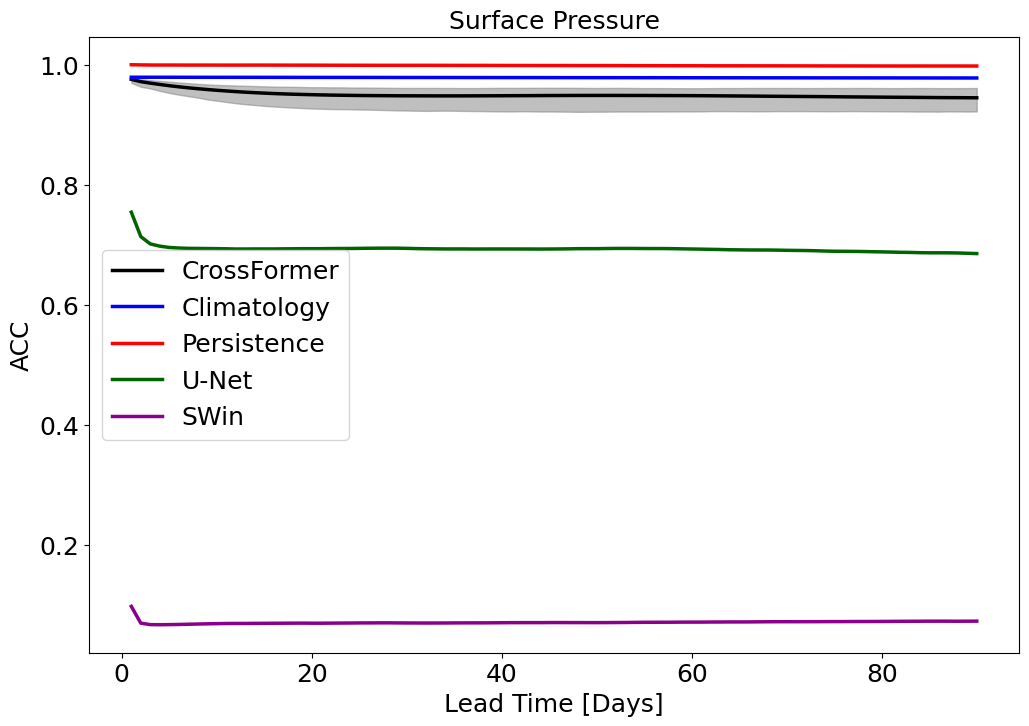 Surface Pressure
ACC
1.0
0.8
0.6
0.4
0.2
CrossFormer
Climatology
Persistence
U-Net
SWin
0 20 40 60 80
Lead Time [Days]